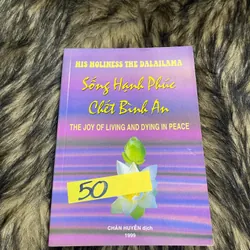 HIS HOLINESS THE DALAILAMA
Sống Hạnh Phúc
Chết Bình An
THE JOY OF LIVING AND DYING IN PEACE
50
CHÂN HUYỀN dịch
1999